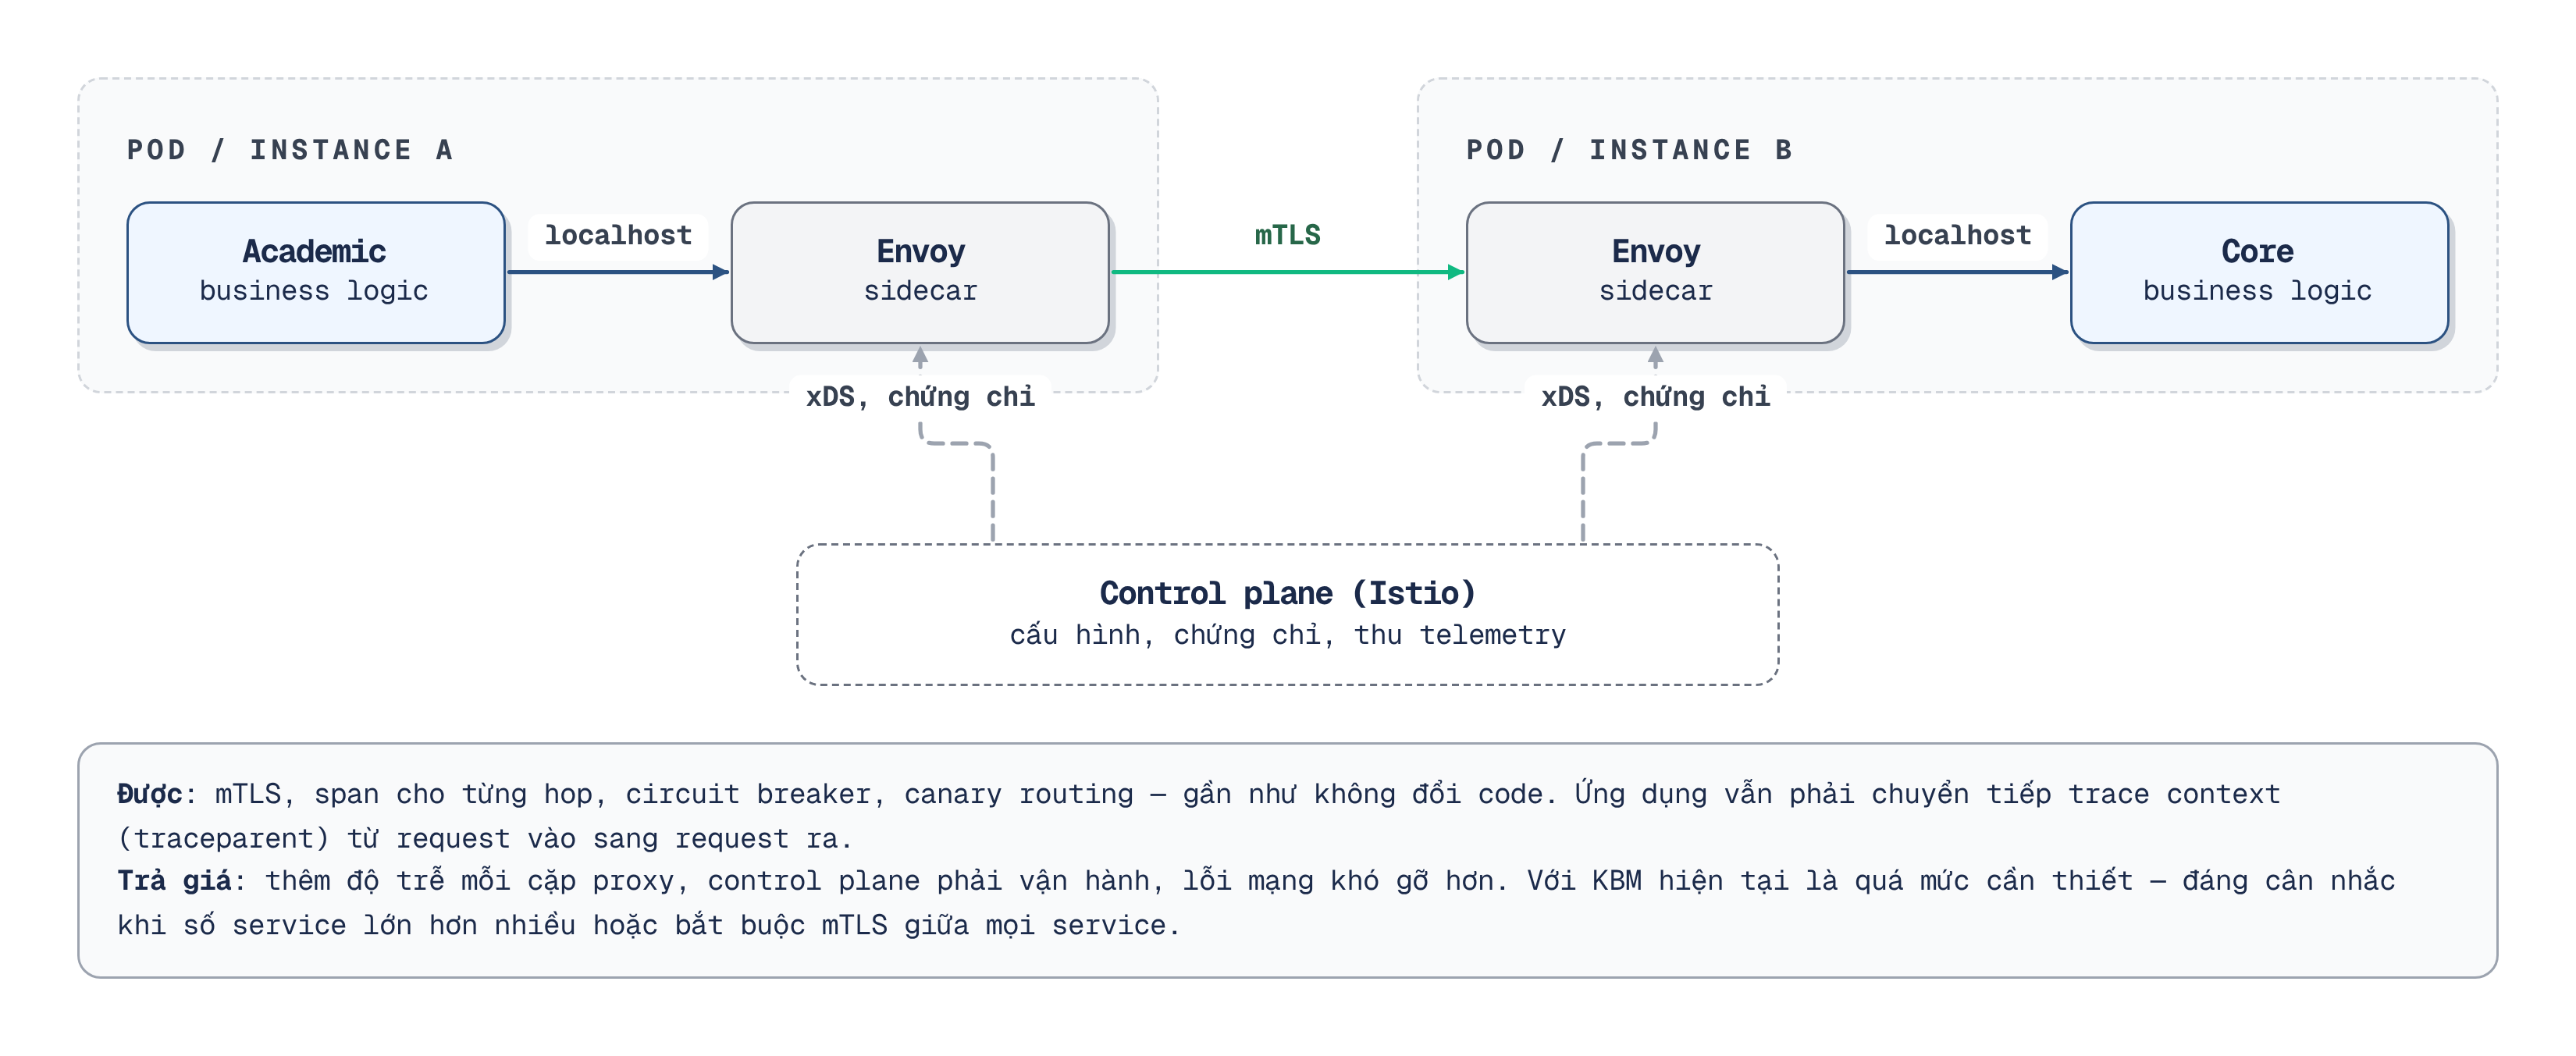 POD / INSTANCE A
POD / INSTANCE B
Academic
business logic
localhost
Envoy
sidecar
mTLS
Envoy
sidecar
localhost
Core
business logic
xDS, chứng chỉ
xDS, chứng chỉ
Control plane (Istio)
cấu hình, chứng chỉ, thu telemetry
Được: mTLS, span cho từng hop, circuit breaker, canary routing — gần như không đổi code. Ứng dụng vẫn phải chuyển tiếp trace context
(traceparent) từ request vào sang request ra.
Trả giá: thêm độ trễ mỗi cặp proxy, control plane phải vận hành, lỗi mạng khó gỡ hơn. Với KBM hiện tại là quá mức cần thiết — đáng cân nhắc
khi số service lớn hơn nhiều hoặc bắt buộc mTLS giữa mọi service.